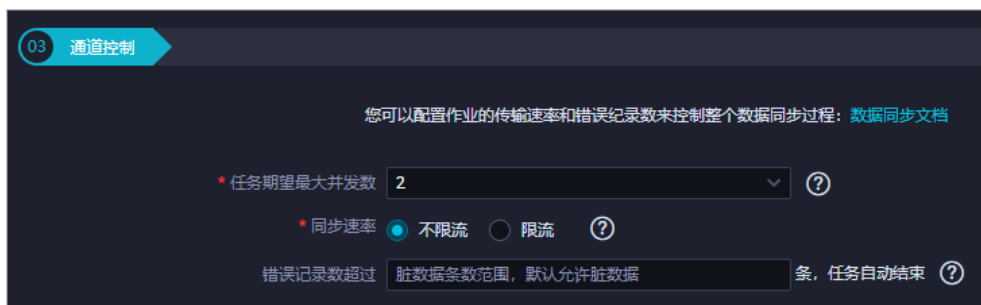 03 通道控制
您可以配置作业的传输速率和错误纪录数来控制整个数据同步过程：数据同步文档
* 任务期望最大并发数 2 ?
* 同步速率 不限流 限流 ?
错误记录数超过 脏数据条数范围，默认允许脏数据 条，任务自动结束 ?